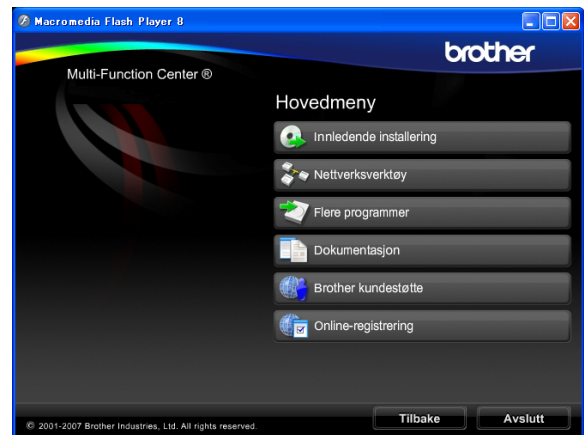 Macromedia Flash Player 8
brother
Multi-Function Center ®
Hovedmeny
Innledende installering
Nettverksverktøy
Flere programmer
Dokumentasjon
Brother kundestøtte
Online-registrering
© 2001-2007 Brother Industries, Ltd. All rights reserved.
Tilbake
Avslutt